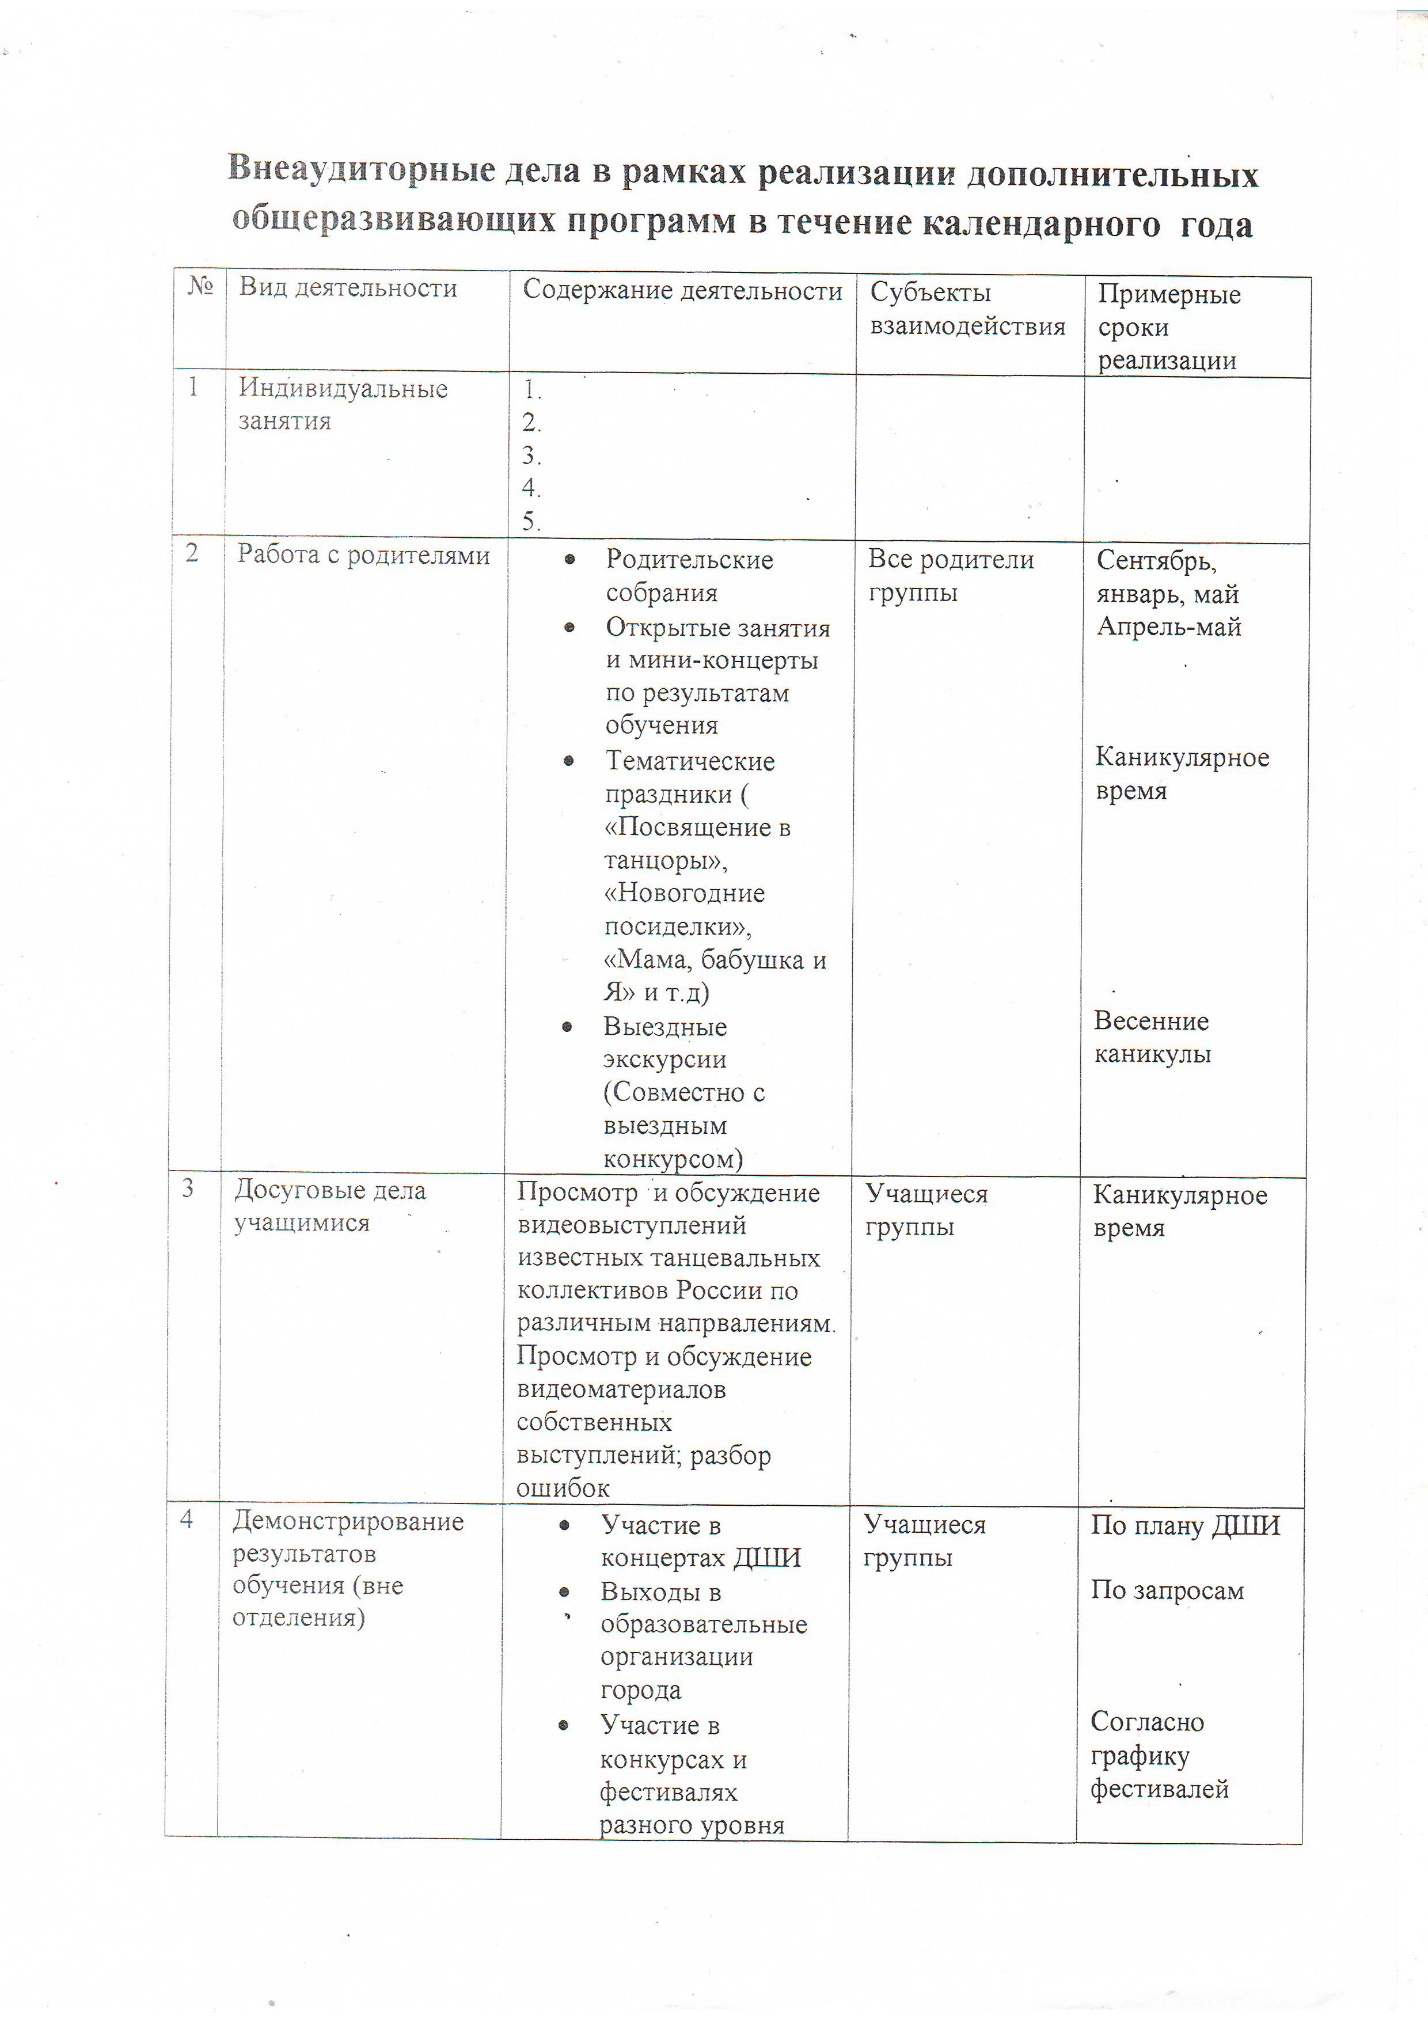 Внеаудиторные дела в рамках реализации дополнительных
общеразвивающих программ в течение календарного года
№
Вид деятельности
Содержание деятельности
Субъекты
взаимодействия
Примерные
сроки
реализации
1
Индивидуальные
занятия
1.
2.
3.
4.
5.
2
Работа с родителями
• Родительские
собрания
• Открытые занятия
и мини-концерты
по результатам
обучения
• Тематические
праздники (
«Посвящение в
танцоры»,
«Новогодние
посиделки»,
«Мама, бабушка и
Я» и т.д)
• Выездные
экскурсии
(Совместно с
выездным
конкурсом)
Все родители
группы
Сентябрь,
январь, май
Апрель-май
Каникулярное
время
Весенние
каникулы
3
Досуговые дела
учащимися
Просмотр и обсуждение
видеовыступлений
известных танцевальных
коллективов России по
различным напрвалениям.
Просмотр и обсуждение
видеоматериалов
собственных
выступлений; разбор
ошибок
Учащиеся
группы
Каникулярное
время
4
Демонстрирование
результатов
обучения (вне
отделения)
• Участие в
концертах ДШИ
• Выходы в
образовательные
организации
города
• Участие в
конкурсах и
фестивалях
разного уровня
Учащиеся
группы
По плану ДШИ
По запросам
Согласно
графику
фестивалей